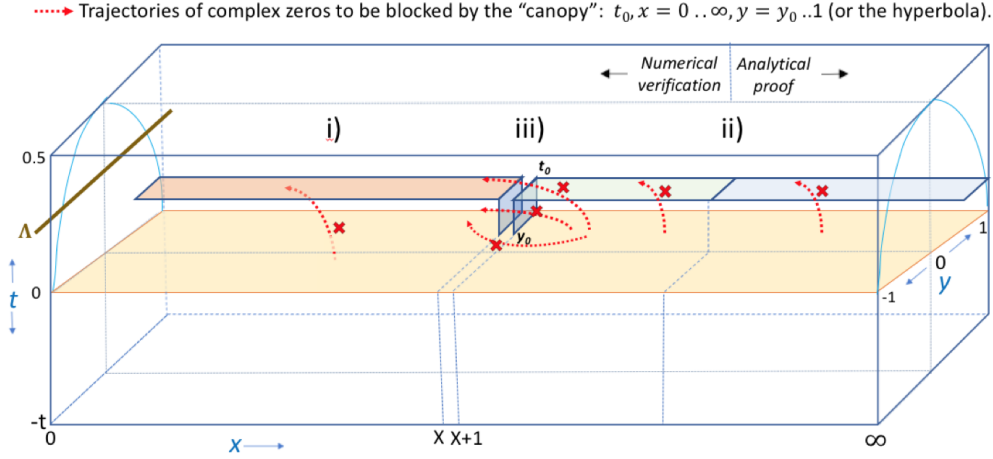 Trajectories of complex zeros to be blocked by the “canopy”: t₀, x = 0 ..∞, y = y₀ ..1 (or the hyperbola).
Numerical verification
Analytical proof
i)
iii)
ii)
0.5
t₀
Λ
y₀
1
0
y
-1
t
0
-t
0
x
X X+1
∞